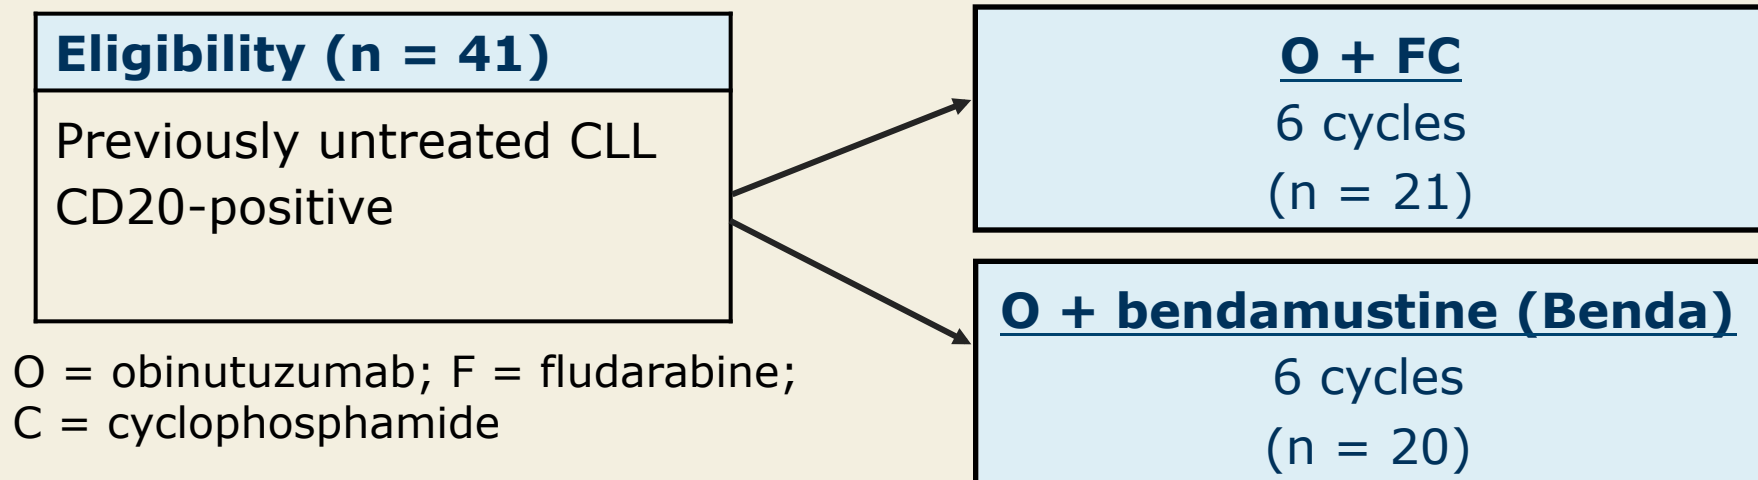 Eligibility (n = 41)
Previously untreated CLL
CD20-positive
O = obinutuzumab; F = fludarabine;
C = cyclophosphamide
O + FC
6 cycles
(n = 21)
O + bendamustine (Benda)
6 cycles
(n = 20)